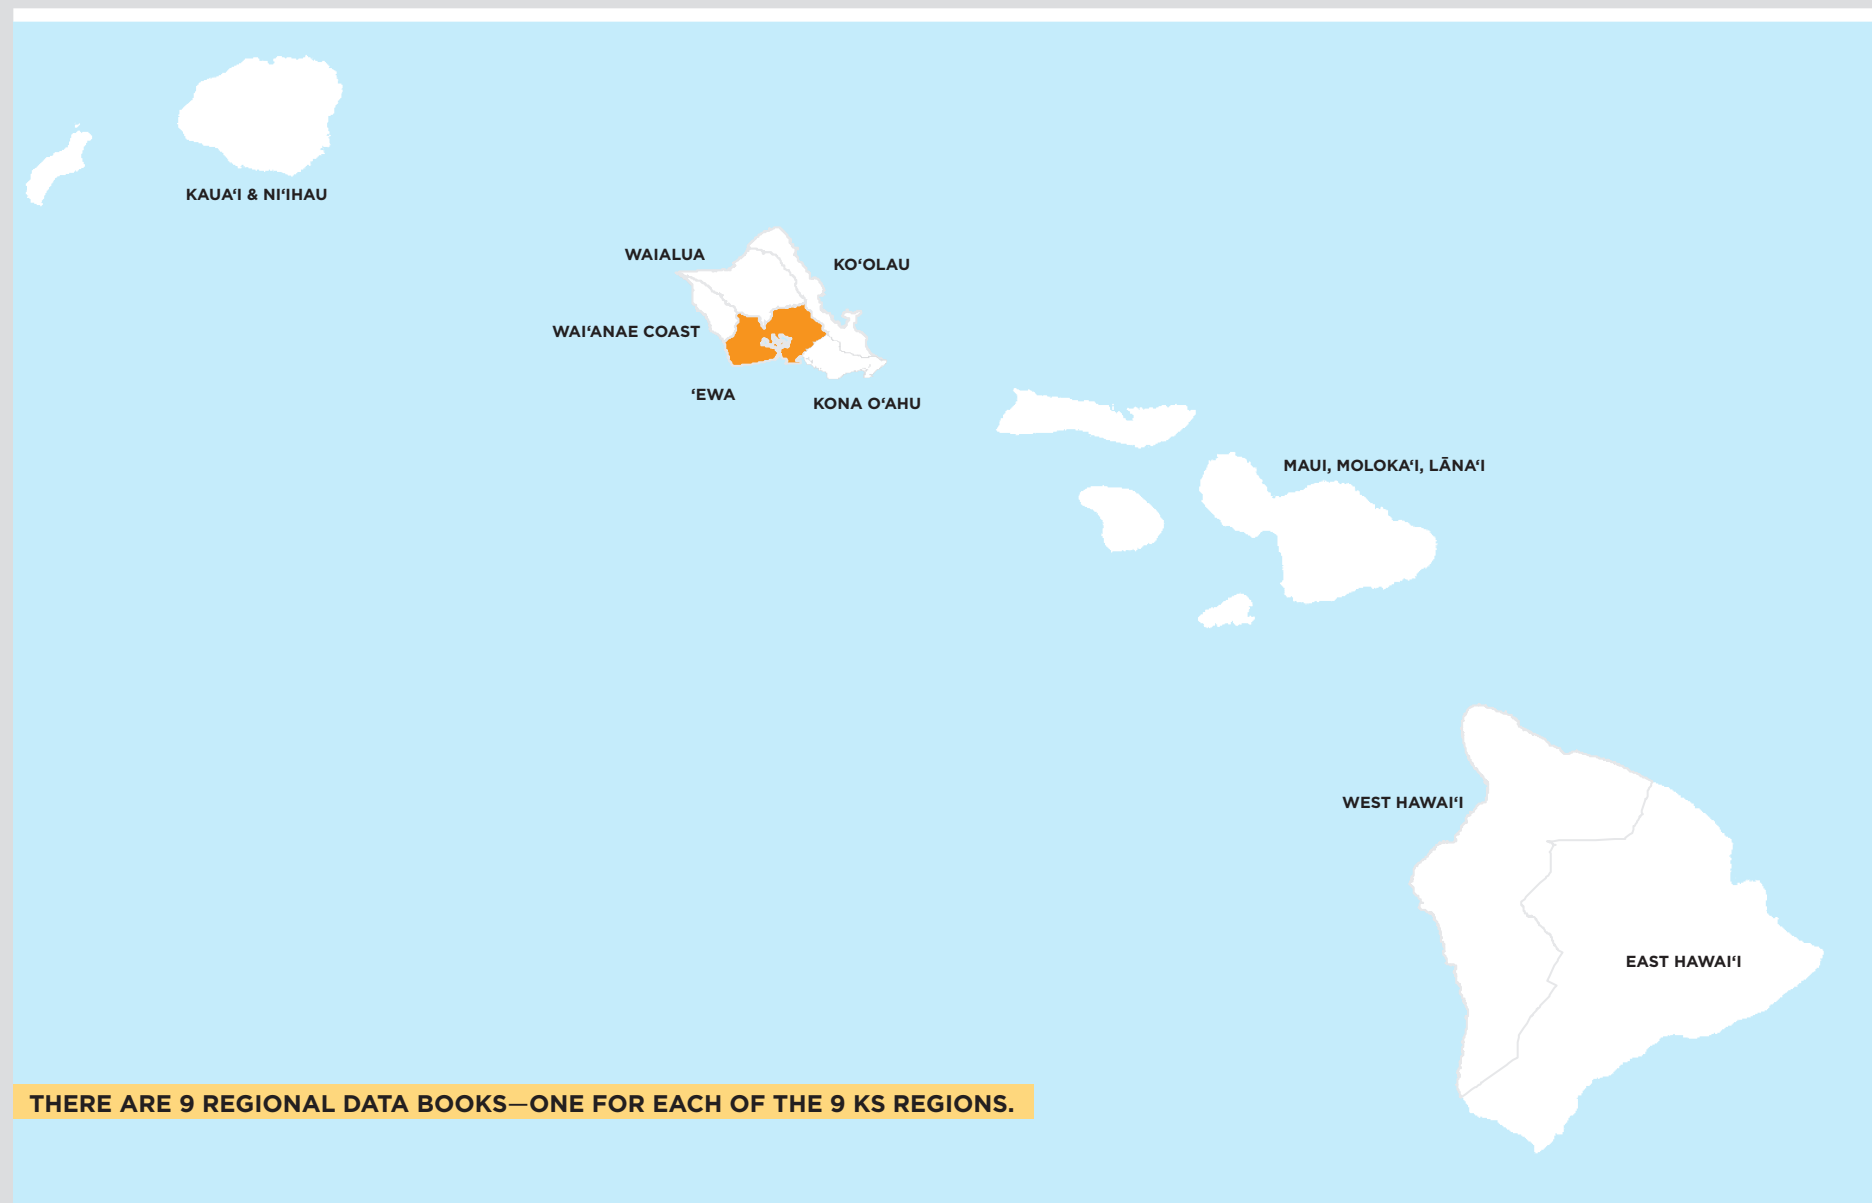 KAUAʻI & NIʻIHAU
WAIALUA
KOʻOLAU
WAIʻANAE COAST
ʻEWA
KONA OʻAHU
MAUI, MOLOKAʻI, LĀNAʻI
WEST HAWAIʻI
EAST HAWAIʻI
THERE ARE 9 REGIONAL DATA BOOKS—ONE FOR EACH OF THE 9 KS REGIONS.